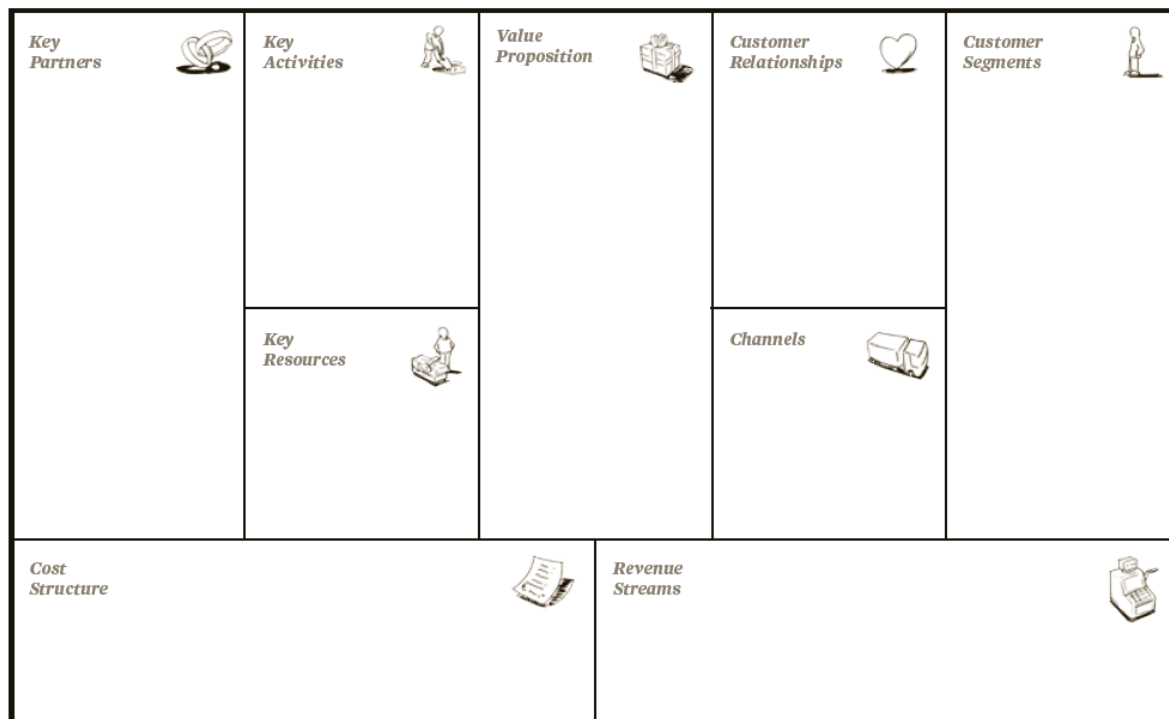 Key
Partners
Key
Activities
Value
Proposition
Customer
Relationships
Customer
Segments
Key
Resources
Channels
Cost
Structure
Revenue
Streams